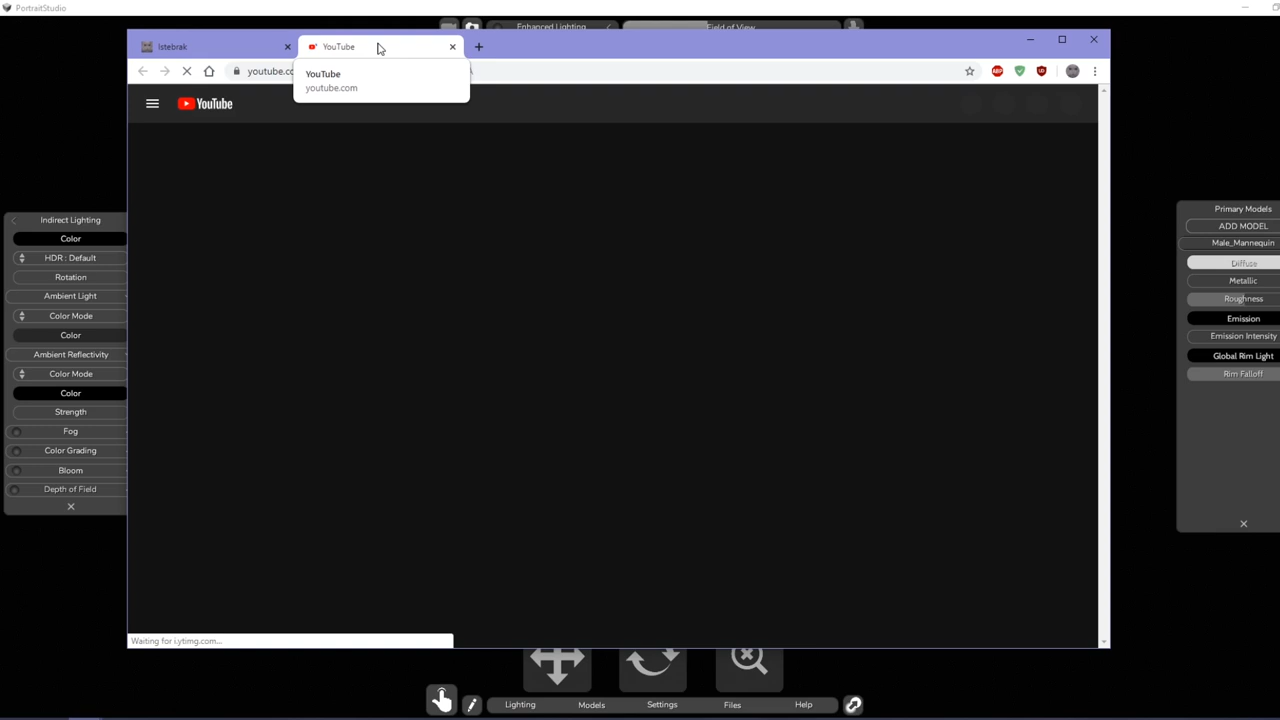 PortraitStudio
Enhanced Lighting
Field of View
Istebrak
YouTube
youtube.co
ABP
YouTube
youtube.com
YouTube
Indirect Lighting
Color
HDR : Default
Rotation
Ambient Light
Color Mode
Color
Ambient Reflectivity
Color Mode
Color
Strength
Fog
Color Grading
Bloom
Depth of Field
Primary Models
ADD MODEL
Male_Mannequin
Diffuse
Metallic
Roughness
Emission
Emission Intensity
Global Rim Light
Rim Falloff
Waiting for i.ytimg.com...
Lighting
Models
Settings
Files
Help